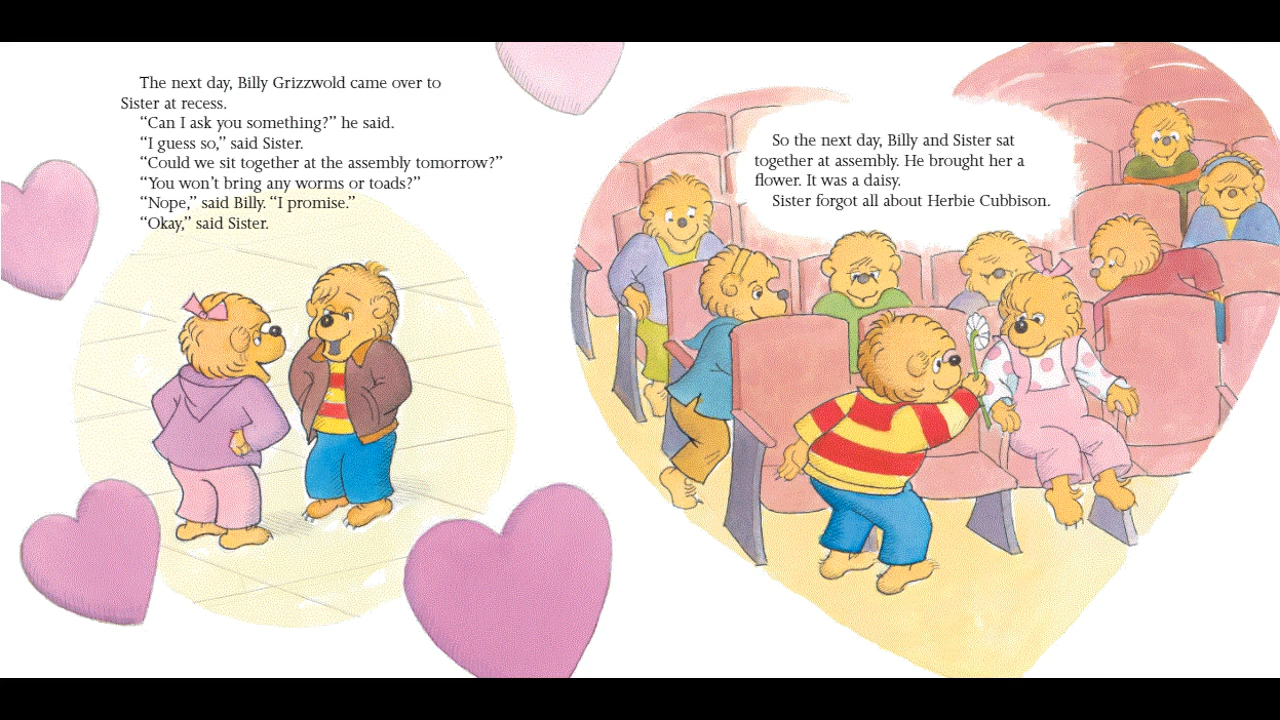 The next day, Billy Grizzwold came over to
Sister at recess.
“Can I ask you something?” he said.
“I guess so,” said Sister.
“Could we sit together at the assembly tomorrow?”
“You won’t bring any worms or toads?”
“Nope,” said Billy. “I promise.”
“Okay,” said Sister.
So the next day, Billy and Sister sat
together at assembly. He brought her a
flower. It was a daisy.
Sister forgot all about Herbie Cubbison.